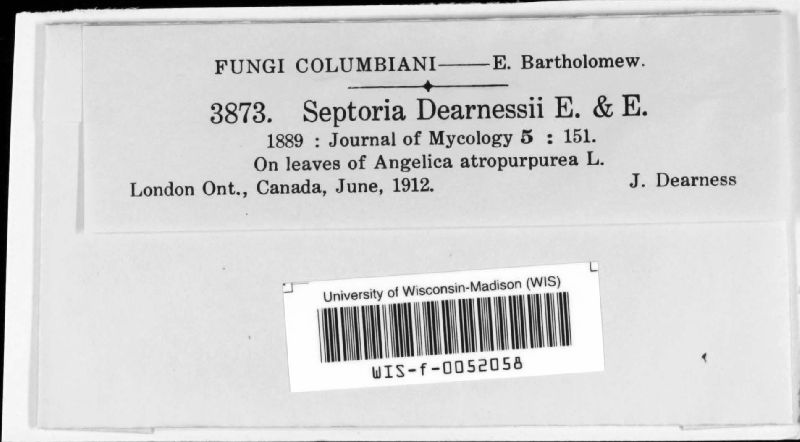 FUNGI COLUMBIANI——E. Bartholomew.
3873. Septoria Dearnessii E. & E.
1889 : Journal of Mycology 5 : 151.
On leaves of Angelica atropurpurea L.
London Ont., Canada, June, 1912. J. Dearness
University of Wisconsin-Madison (WIS)
WIS-f-0052058